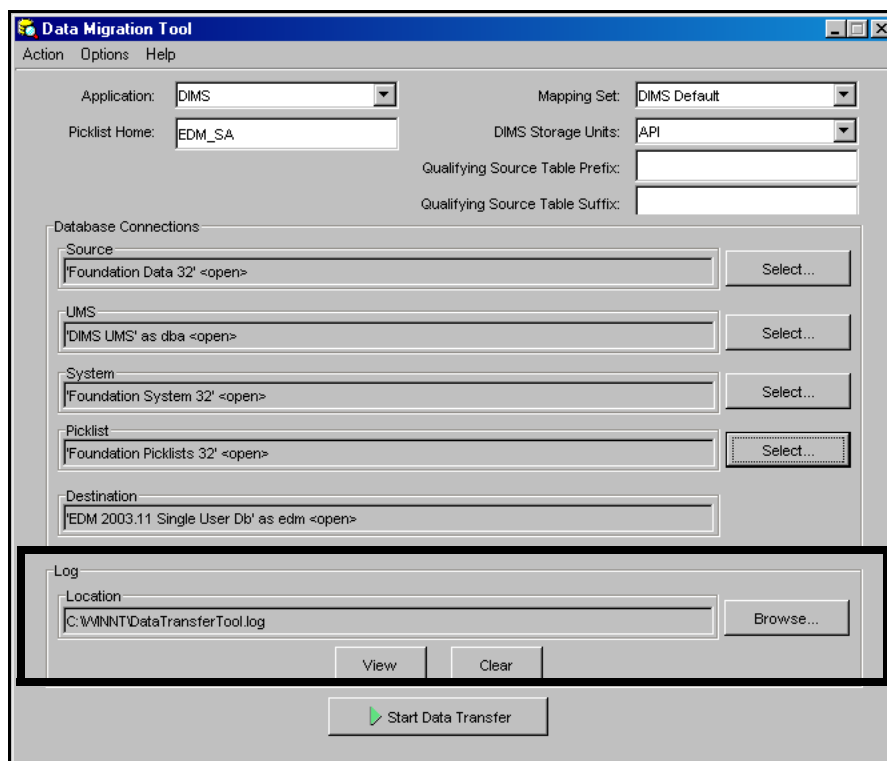 Data Migration Tool
Action Options Help
Application: DIMS
Mapping Set: DIMS Default
Picklist Home: EDM_SA
DIMS Storage Units: API
Qualifying Source Table Prefix:
Qualifying Source Table Suffix:
Database Connections
Source
'Foundation Data 32' <open>
Select...
UMS
'DIMS UMS' as dba <open>
Select...
System
'Foundation System 32' <open>
Select...
Picklist
'Foundation Picklists 32' <open>
Select...
Destination
'EDM 2003.11 Single User Db' as edm <open>
Log
Location
C:\WINNT\DataTransferTool.log
Browse...
View Clear
Start Data Transfer